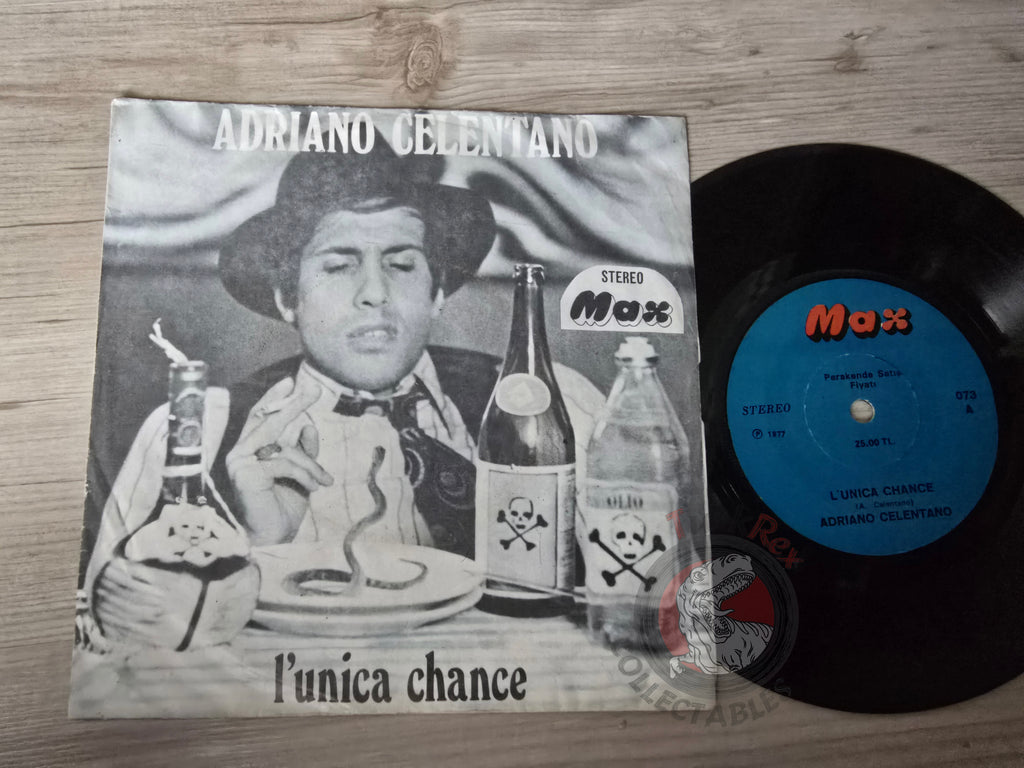 ADRIANO CELENTANO
STEREO
Max
OLIO
l'unica chance
Max
Perakende Satış
Fiyatı
STEREO
073
A
Ⓟ 1977
25.00 TL.
L'UNICA CHANCE
(A. Celentano)
ADRIANO CELENTANO
Rex
COLLECTABLES